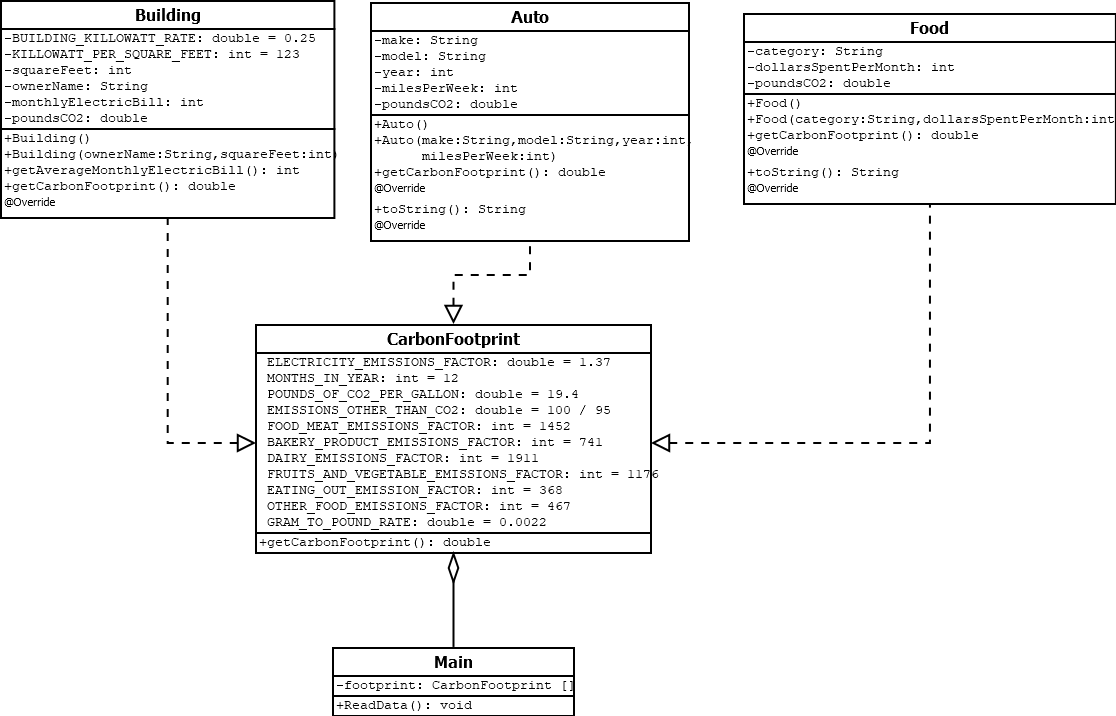 Building
-BUILDING_KILLOWATT_RATE: double = 0.25
-KILLOWATT_PER_SQUARE_FEET: int = 123
-squareFeet: int
-ownerName: String
-monthlyElectricBill: int
-poundsCO2: double
+Building()
+Building(ownerName:String,squareFeet:int)
+getAverageMonthlyElectricBill(): int
+getCarbonFootprint(): double
@Override
Auto
-make: String
-model: String
-year: int
-milesPerWeek: int
-poundsCO2: double
+Auto()
+Auto(make:String,model:String,year:int,
milesPerWeek:int)
+getCarbonFootprint(): double
@Override
+toString(): String
@Override
Food
-category: String
-dollarsSpentPerMonth: int
-poundsCO2: double
+Food()
+Food(category:String,dollarsSpentPerMonth:int
+getCarbonFootprint(): double
@Override
+toString(): String
@Override
CarbonFootprint
ELECTRICITY_EMISSIONS_FACTOR: double = 1.37
MONTHS_IN_YEAR: int = 12
POUNDS_OF_CO2_PER_GALLON: double = 19.4
EMISSIONS_OTHER_THAN_CO2: double = 100 / 95
FOOD_MEAT_EMISSIONS_FACTOR: int = 1452
BAKERY_PRODUCT_EMISSIONS_FACTOR: int = 741
DAIRY_EMISSIONS_FACTOR: int = 1911
FRUITS_AND_VEGETABLE_EMISSIONS_FACTOR: int = 1176
EATING_OUT_EMISSION_FACTOR: int = 368
OTHER_FOOD_EMISSIONS_FACTOR: int = 467
GRAM_TO_POUND_RATE: double = 0.0022
+getCarbonFootprint(): double
Main
-footprint: CarbonFootprint []
+ReadData(): void